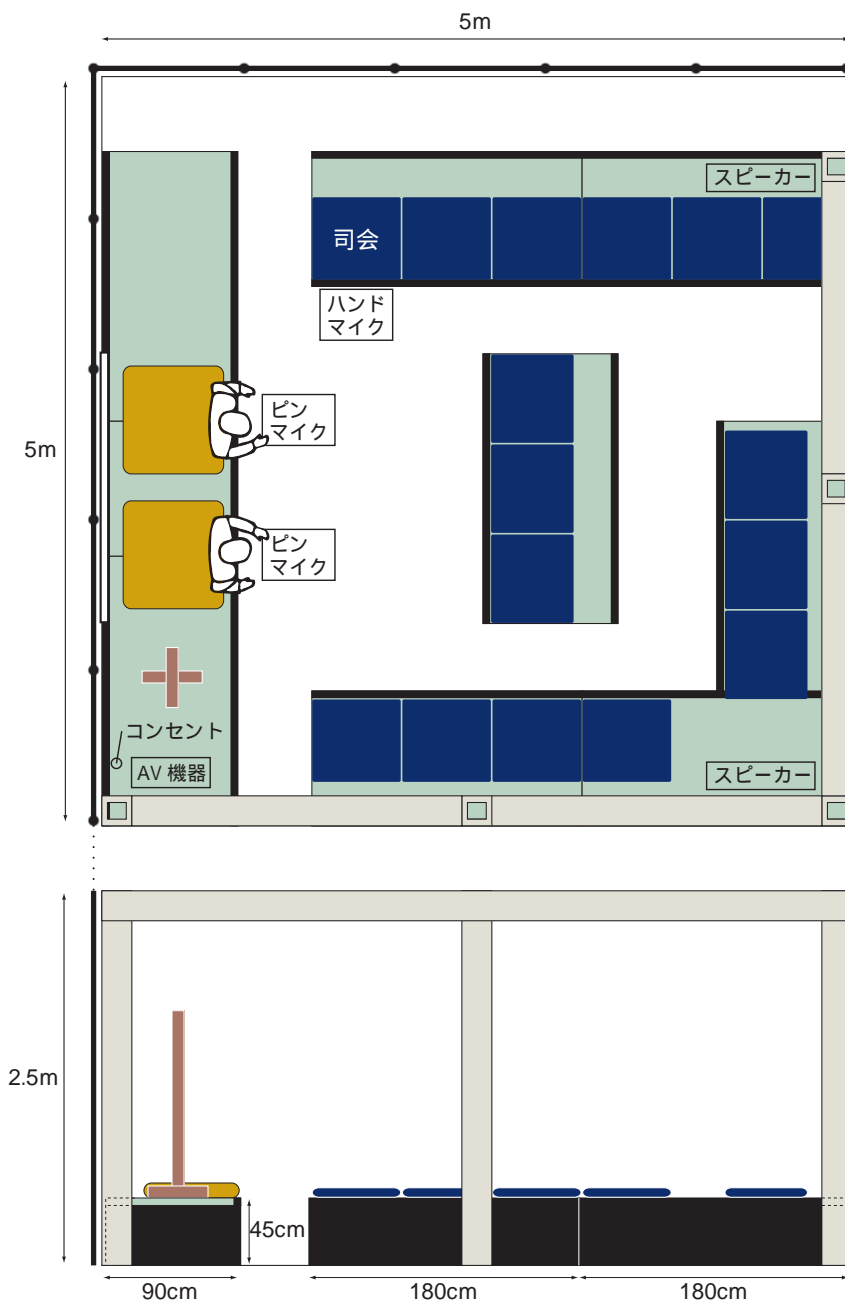 5m
スピーカー
司会
ハンド
マイク
ピン
マイク
5m
ピン
マイク
コンセント
AV 機器
スピーカー
2.5m
45cm
90cm
180cm
180cm